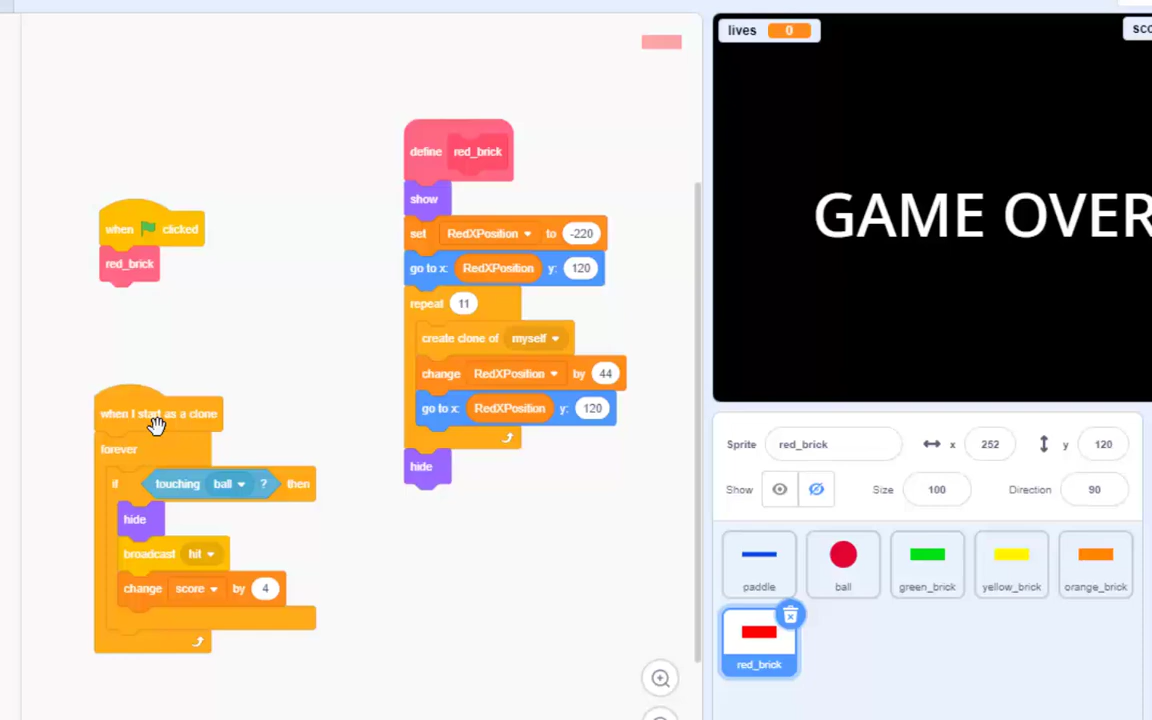 when clicked
red_brick
when I start as a clone
forever
if touching ball ? then
hide
broadcast hit
change score by 4
define red_brick
show
set RedXPosition to -220
go to x: RedXPosition y: 120
repeat 11
create clone of myself
change RedXPosition by 44
go to x: RedXPosition y: 120
hide
lives 0
sco
GAME OVER
Sprite red_brick x 252 y 120
Show Size 100 Direction 90
paddle ball green_brick yellow_brick orange_brick
red_brick